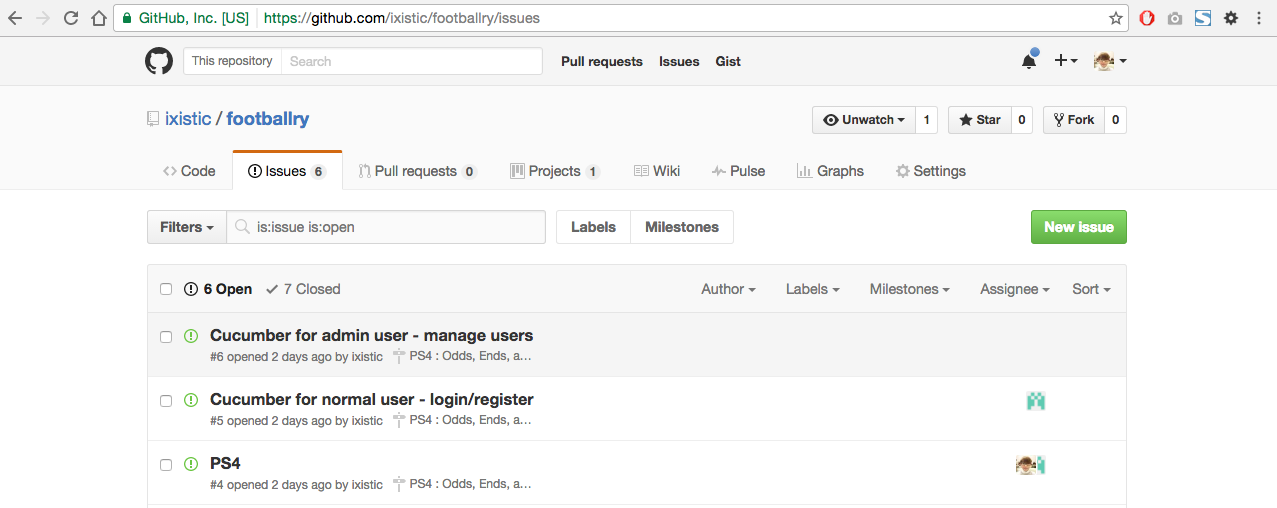 GitHub, Inc. [US] https://github.com/ixistic/footballry/issues
This repository Search Pull requests Issues Gist
ixistic / footballry Unwatch 1 Star 0 Fork 0
Code Issues 6 Pull requests 0 Projects 1 Wiki Pulse Graphs Settings
Filters is:issue is:open Labels Milestones New issue
6 Open 7 Closed Author Labels Milestones Assignee Sort
Cucumber for admin user - manage users
#6 opened 2 days ago by ixistic PS4 : Odds, Ends, a...
Cucumber for normal user - login/register
#5 opened 2 days ago by ixistic PS4 : Odds, Ends, a...
PS4
#4 opened 2 days ago by ixistic PS4 : Odds, Ends, a...